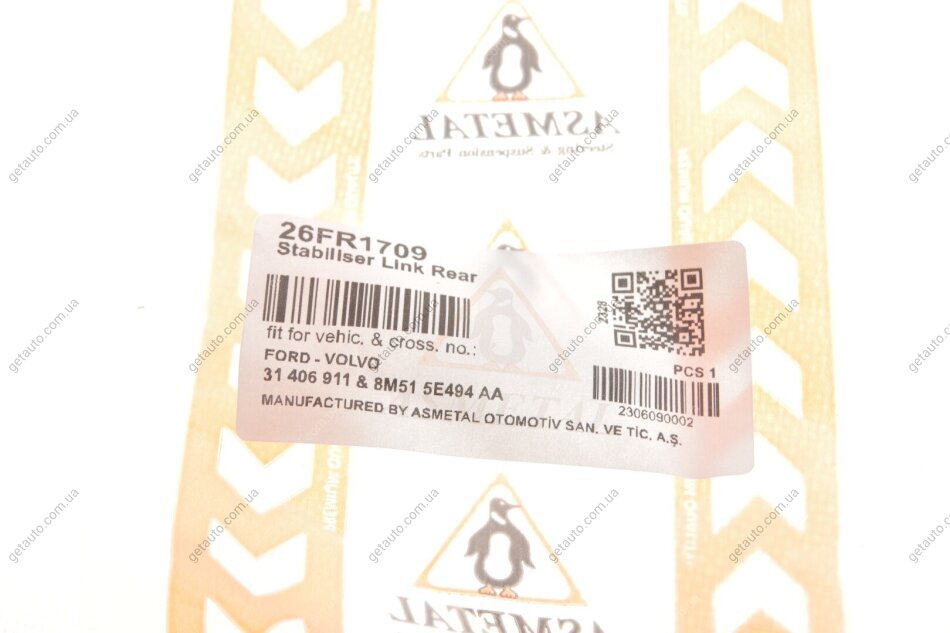 ASMETAL
Steering & Suspension Parts
26FR1709
Stabiliser Link Rear
fit for vehic. & cross. no.:
FORD - VOLVO
31 406 911 & 8M51 5E494 AA
MANUFACTURED BY ASMETAL OTOMOTİV SAN. VE TİC. A.Ş.
2328
PCS 1
2306090002
ASMETAL
getauto.com.ua